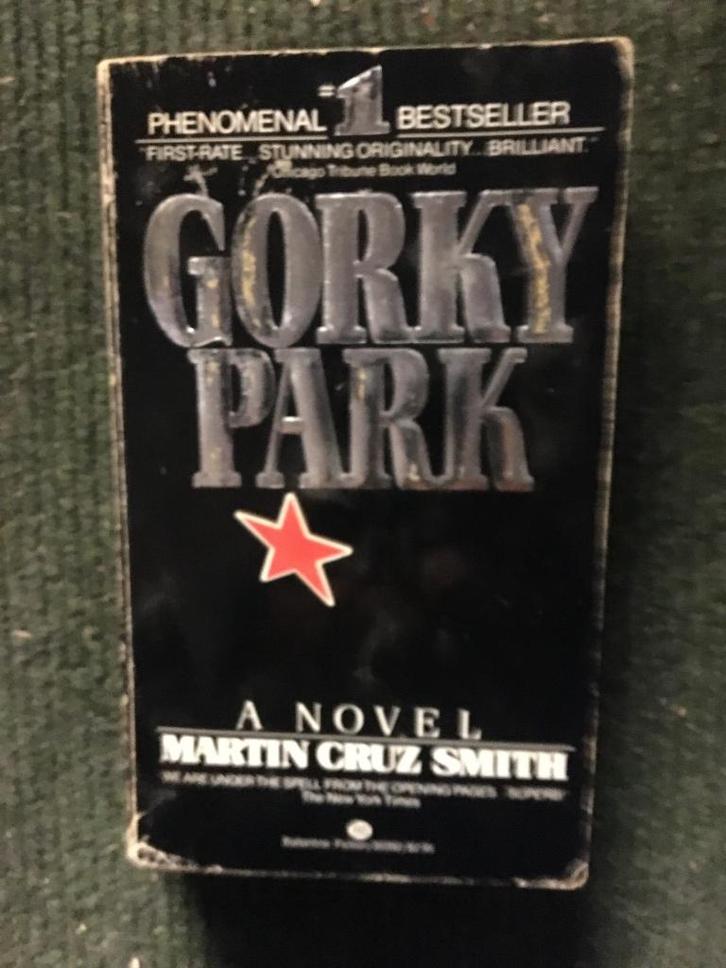 PHENOMENAL #1 BESTSELLER
"FIRST-RATE...STUNNING ORIGINALITY...BRILLIANT."
Chicago Tribune Book World
GORKY
PARK
A NOVEL
MARTIN CRUZ SMITH
"WE ARE UNDER THE SPELL FROM THE OPENING PAGES...SUPERB"
The New York Times
Ballantine